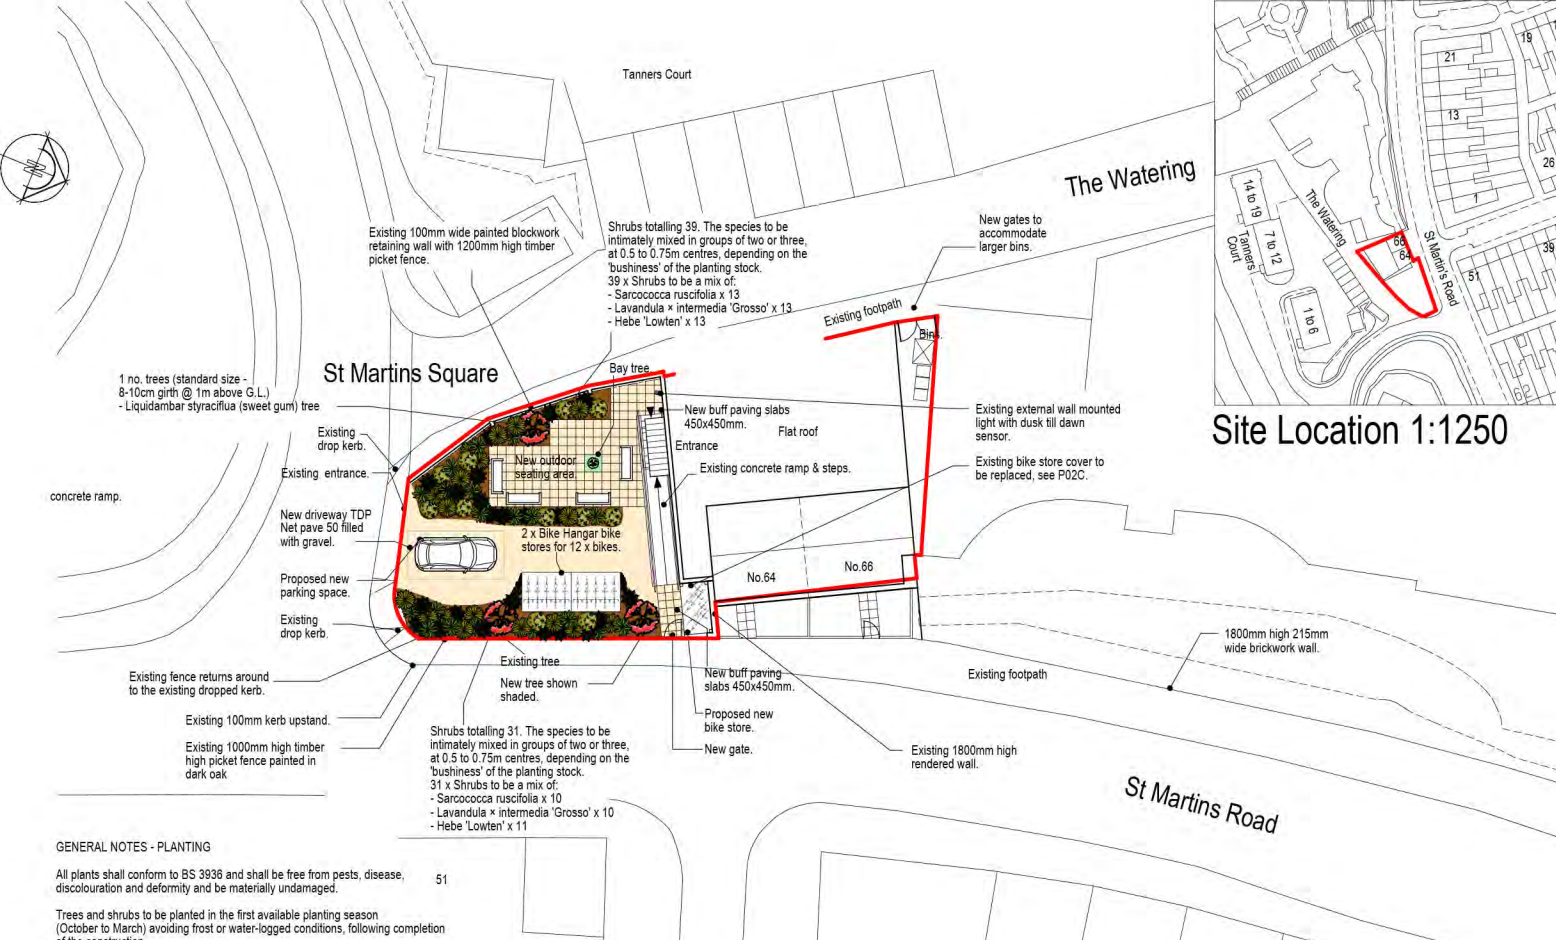 Tanners Court
The Watering
Existing 100mm wide painted blockwork
retaining wall with 1200mm high timber
picket fence.
Shrubs totalling 39. The species to be
intimately mixed in groups of two or three,
at 0.5 to 0.75m centres, depending on the
'bushiness' of the planting stock.
39 x Shrubs to be a mix of:
- Sarcococca ruscifolia x 13
- Lavandula × intermedia 'Grosso' x 13
- Hebe 'Lowten' x 13
New gates to
accommodate
larger bins.
Existing footpath
Bins.
St Martins Square
Bay tree
1 no. trees (standard size -
8-10cm girth @ 1m above G.L.)
- Liquidambar styraciflua (sweet gum) tree
Existing
drop kerb.
Existing entrance.
concrete ramp.
New driveway TDP
Net pave 50 filled
with gravel.
Proposed new
parking space.
Existing
drop kerb.
New buff paving slabs
450x450mm.
Flat roof
Entrance
Existing concrete ramp & steps.
New outdoor
seating area.
2 x Bike Hangar bike
stores for 12 x bikes.
Existing external wall mounted
light with dusk till dawn
sensor.
Existing bike store cover to
be replaced, see P02C.
No.64
No.66
Existing fence returns around
to the existing dropped kerb.
Existing 100mm kerb upstand.
Existing 1000mm high timber
high picket fence painted in
dark oak
Existing tree
New tree shown
shaded.
New buff paving
slabs 450x450mm.
Proposed new
bike store.
New gate.
Existing 1800mm high
rendered wall.
Existing footpath
1800mm high 215mm
wide brickwork wall.
St Martins Road
Shrubs totalling 31. The species to be
intimately mixed in groups of two or three,
at 0.5 to 0.75m centres, depending on the
'bushiness' of the planting stock.
31 x Shrubs to be a mix of:
- Sarcococca ruscifolia x 10
- Lavandula × intermedia 'Grosso' x 10
- Hebe 'Lowten' x 11
GENERAL NOTES - PLANTING
All plants shall conform to BS 3936 and shall be free from pests, disease,
discolouration and deformity and be materially undamaged.
51
Trees and shrubs to be planted in the first available planting season
(October to March) avoiding frost or water-logged conditions, following completion
of the construction
19
21
13
26
1
14 to 19
7 to 12
Tanners
Court
The Watering
66
64
St Martin's Road
39
51
1 to 6
Site Location 1:1250